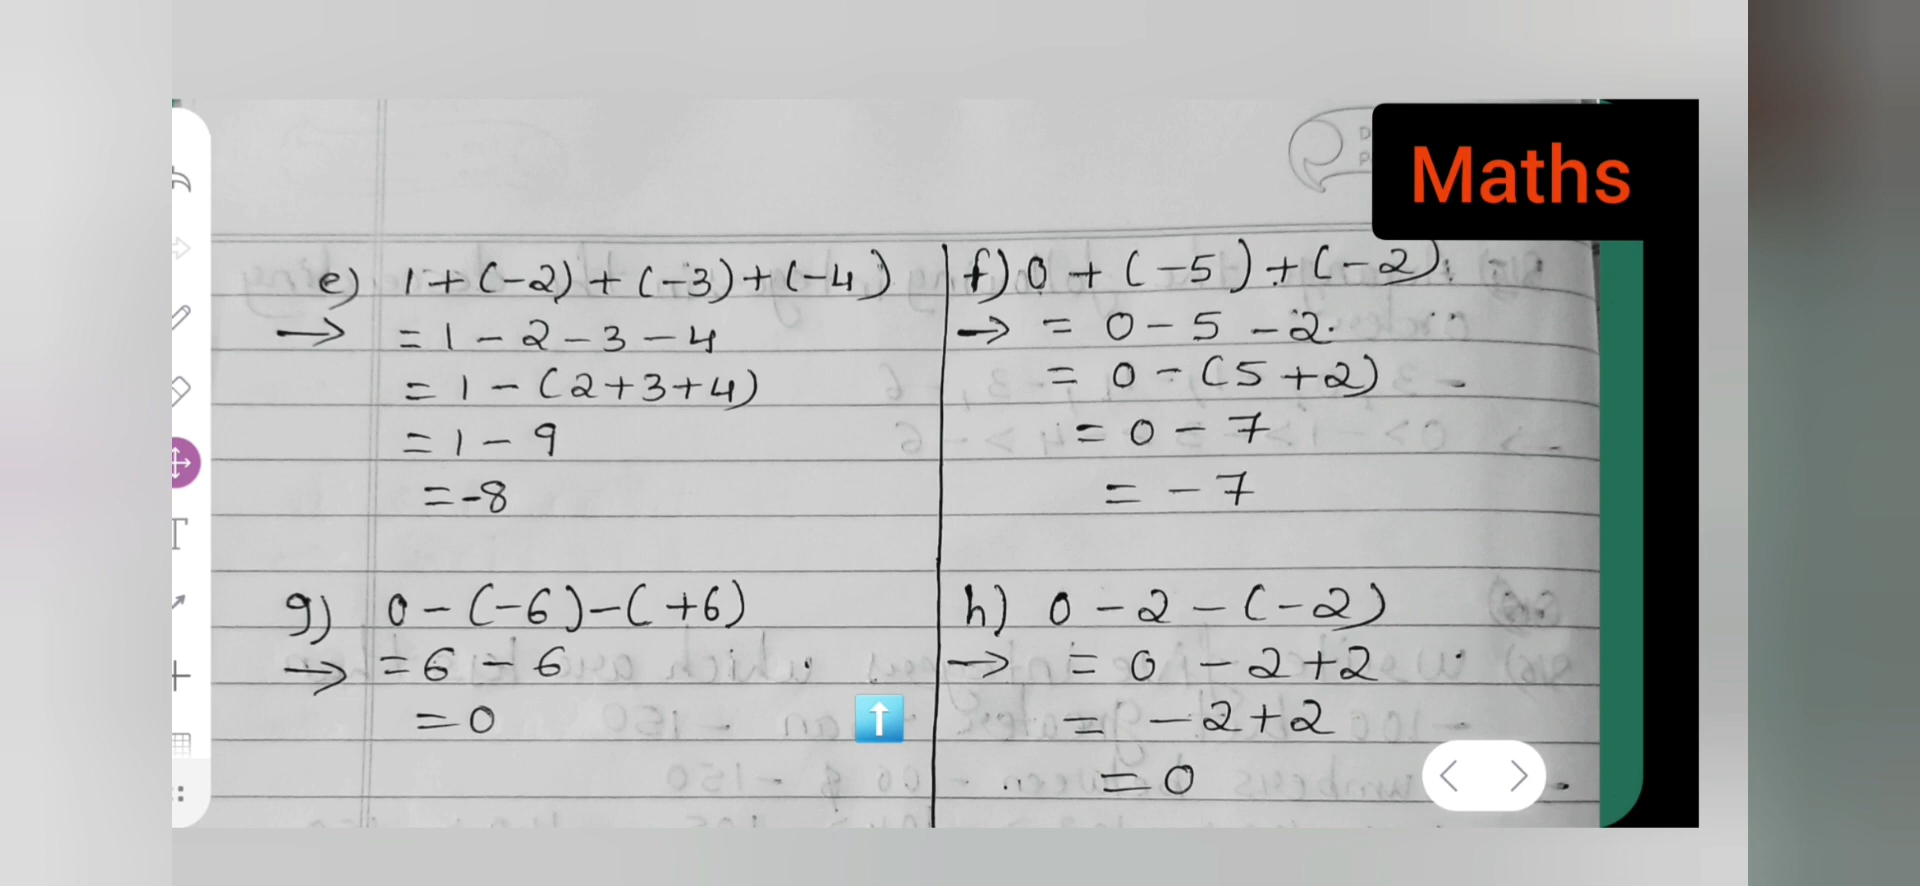 Maths
e) 1 + (-2) + (-3) + (-4)
→ = 1 - 2 - 3 - 4
= 1 - (2+3+4)
= 1 - 9
= -8
f) 0 + (-5) + (-2)
→ = 0 - 5 - 2
= 0 - (5+2)
= 0 - 7
= - 7
g) 0 - (-6) - (+6)
→ = 6 - 6
= 0
h) 0 - 2 - (-2)
→ = 0 - 2 + 2
= - 2 + 2
= 0